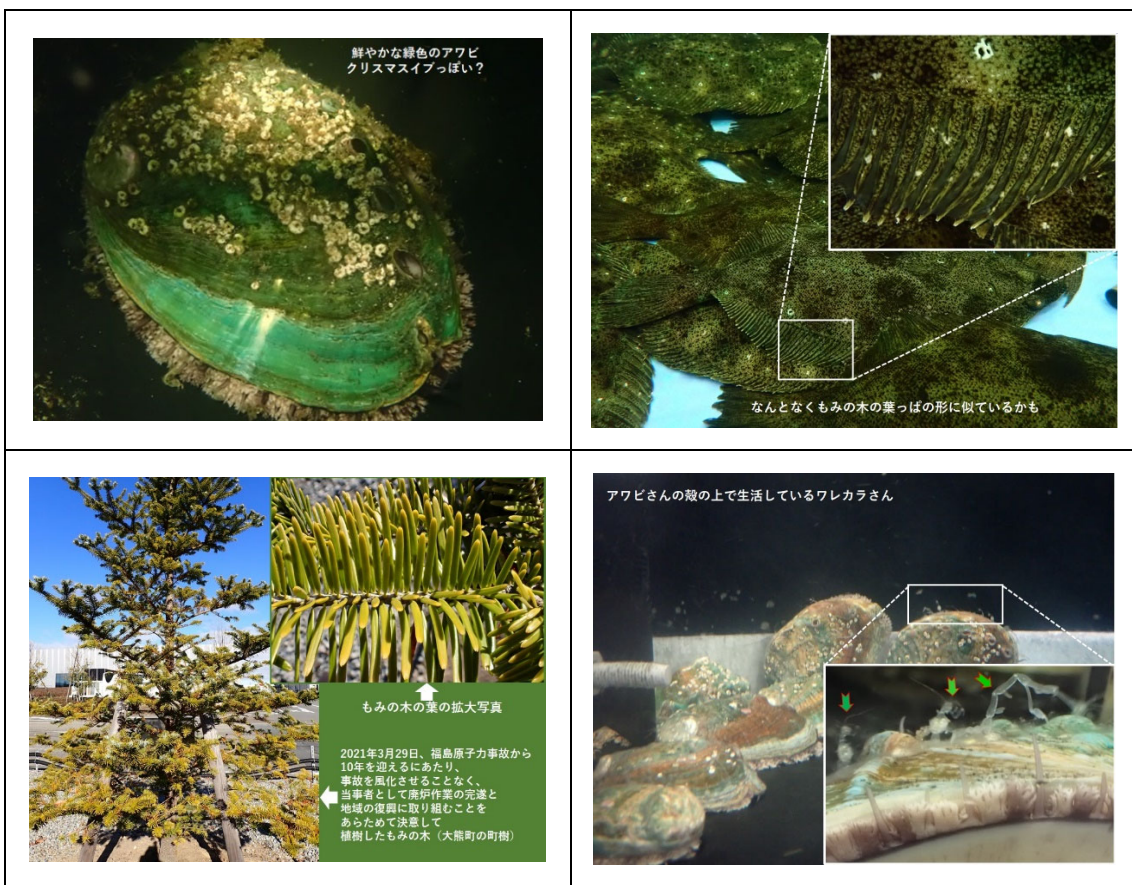 鮮やかな緑色のアワビ
クリスマスイブっぽい？
なんとなくもみの木の葉っぱの形に似ているかも
もみの木の葉の拡大写真
2021年3月29日、福島原子力事故から
10年を迎えるにあたり、
事故を風化させることなく、
当事者として廃炉作業の完遂と
地域の復興に取り組むことを
あらためて決意して
植樹したもみの木（大熊町の町樹）
アワビさんの殻の上で生活しているワレカラさん